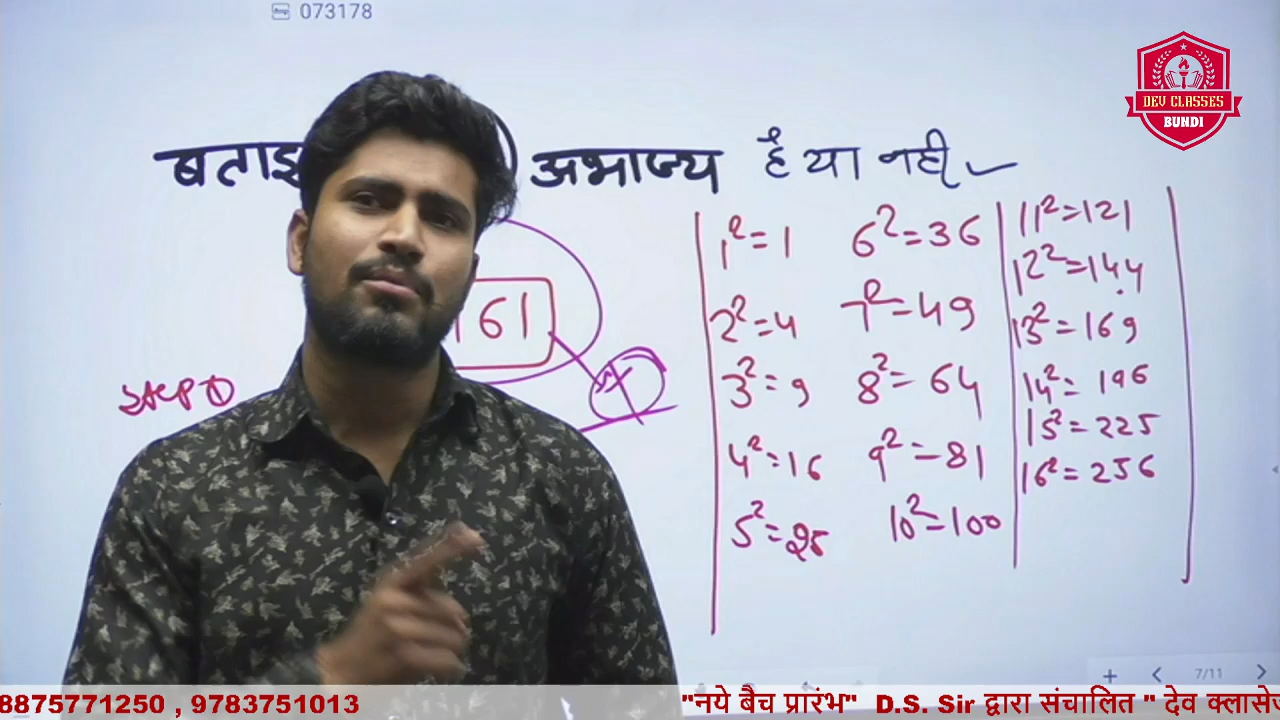 073178
DEV CLASSES
BUNDI
बताइ अभाज्य है या नही
1²=1 6²=36 11²=121
2²=4 7²=49 12²=144
3²=9 8²=64 13²=169
4²=16 9²=81 14²=196
5²=25 10²=100 15²=225
16²=256
161
Step 1
7/11
8875771250 , 9783751013 "नये बैच प्रारंभ" D.S. Sir द्वारा संचालित " देव क्लासेज